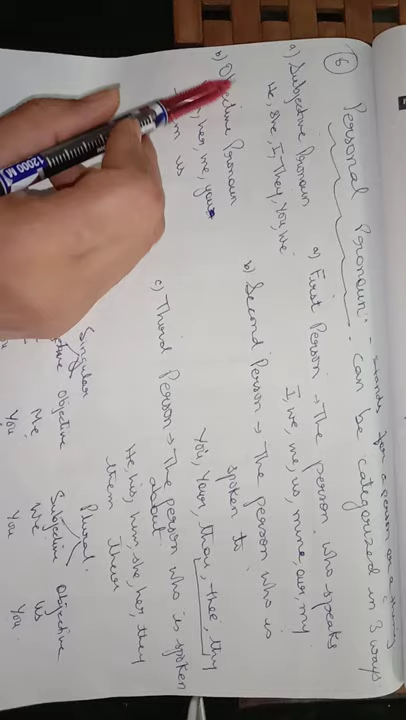 6
Personal Pronoun :- stands for a person or a thing
- can be categorized in 3 ways
a) Subjective Pronoun
He, She, I, They, You, We
b) Objective Pronoun
her, me, you
us
a) First Person → The person who speaks
I, we, me, us, mine, our, my
b) Second Person → The person who is
spoken to
You, Your, thou, thee, thy
c) Third Person → The person who is spoken
about
He, his, him, she, her, they
them
Singular
Objective
Me
You
Plural
Subjective Objective
We Us
You You
12000 M